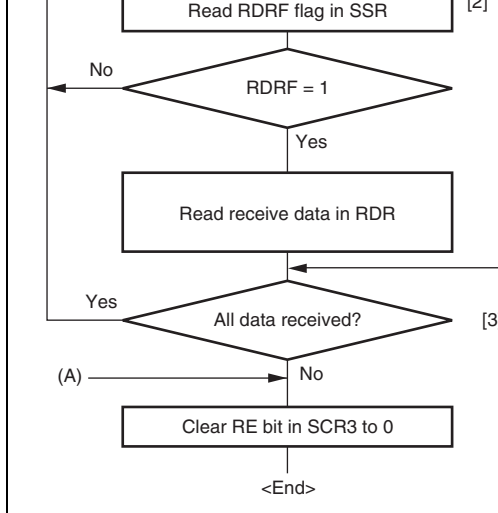 Read RDRF flag in SSR
[2]
No
RDRF = 1
Yes
Read receive data in RDR
Yes
All data received?
[3
(A)
No
Clear RE bit in SCR3 to 0
<End>